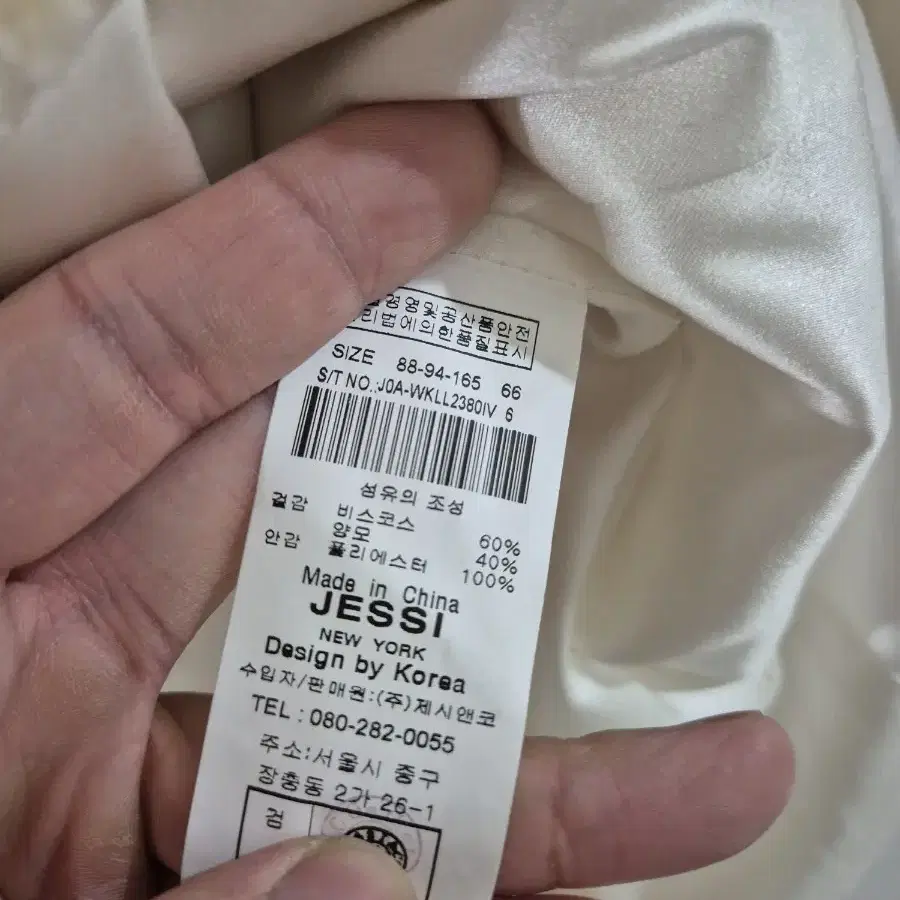 영및공산품안전
리법에의한품질표시
SIZE 88-94-165 66
S/T NO.:J0A-WKLL2380IV 6
섬유의 조성
겉감 비스코스 60%
양모 40%
안감 폴리에스터 100%
Made in China
JESSI
NEW YORK
Design by Korea
수입자/판매원:(주)제시앤코
TEL : 080-282-0055
주소:서울시 중구
장충동 2가 26-1
검